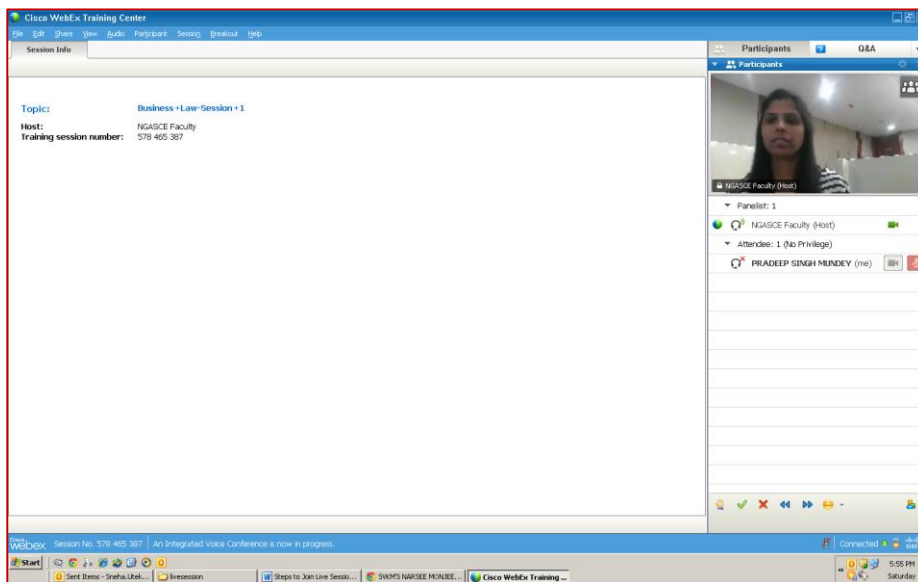 Cisco WebEx Training Center
File Edit Share View Audio Participant Session Breakout Help
Session Info
Participants
Q&A
Participants
Topic: Business+Law-Session+1
Host: NGASCE Faculty
Training session number: 578 465 387
NGASCE Faculty (Host)
Panelist: 1
NGASCE Faculty (Host)
Attendee: 1 (No Privilege)
PRADEEP SINGH MUNDEY (me)
Cisco
webex Session No. 578 465 387 An Integrated Voice Conference is now in progress. Connected
Start
Sent Items - Sneha.Utek... livesession Steps to Join Live Sessio... SVKM'S NARSEE MONJEE... Cisco WebEx Training ...
5:55 PM
Saturday